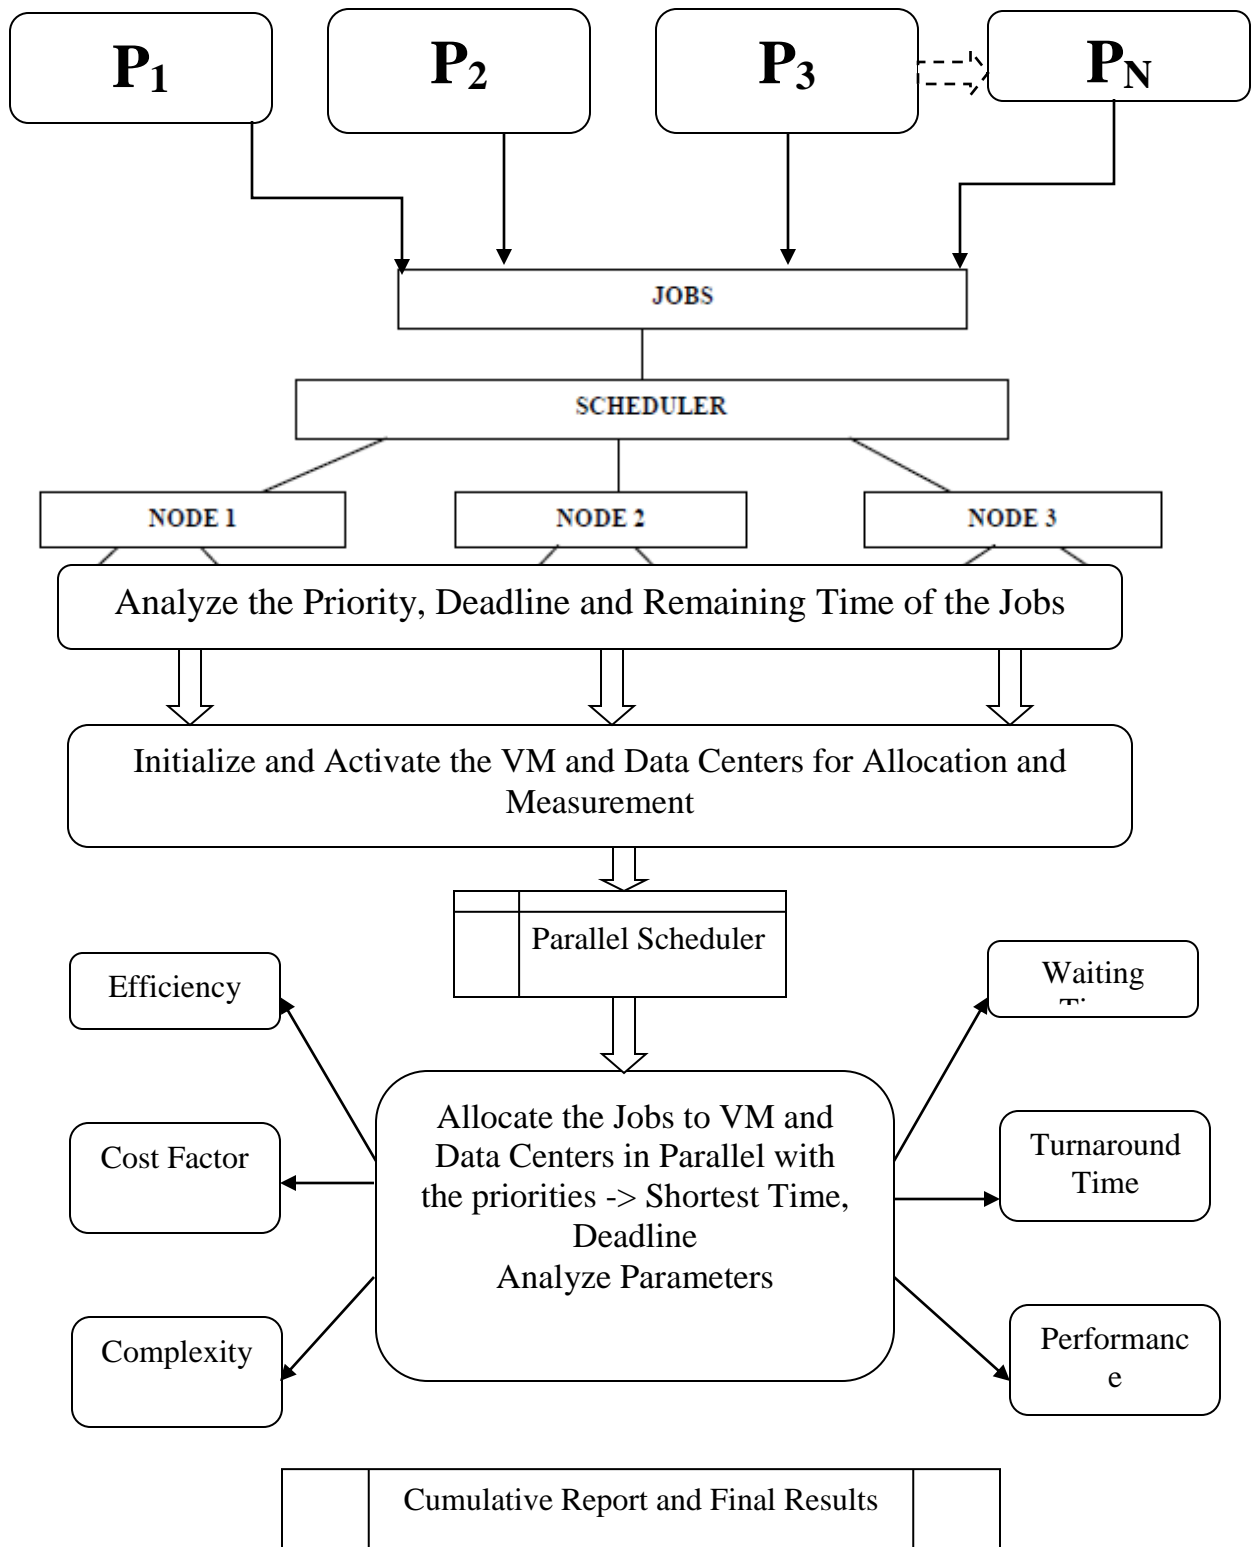 P1
P2
P3
PN
JOBS
SCHEDULER
NODE 1
NODE 2
NODE 3
Analyze the Priority, Deadline and Remaining Time of the Jobs
Initialize and Activate the VM and Data Centers for Allocation and
Measurement
Parallel Scheduler
Efficiency
Waiting
Allocate the Jobs to VM and
Data Centers in Parallel with
the priorities -> Shortest Time,
Deadline
Analyze Parameters
Cost Factor
Turnaround
Time
Complexity
Performanc
e
Cumulative Report and Final Results